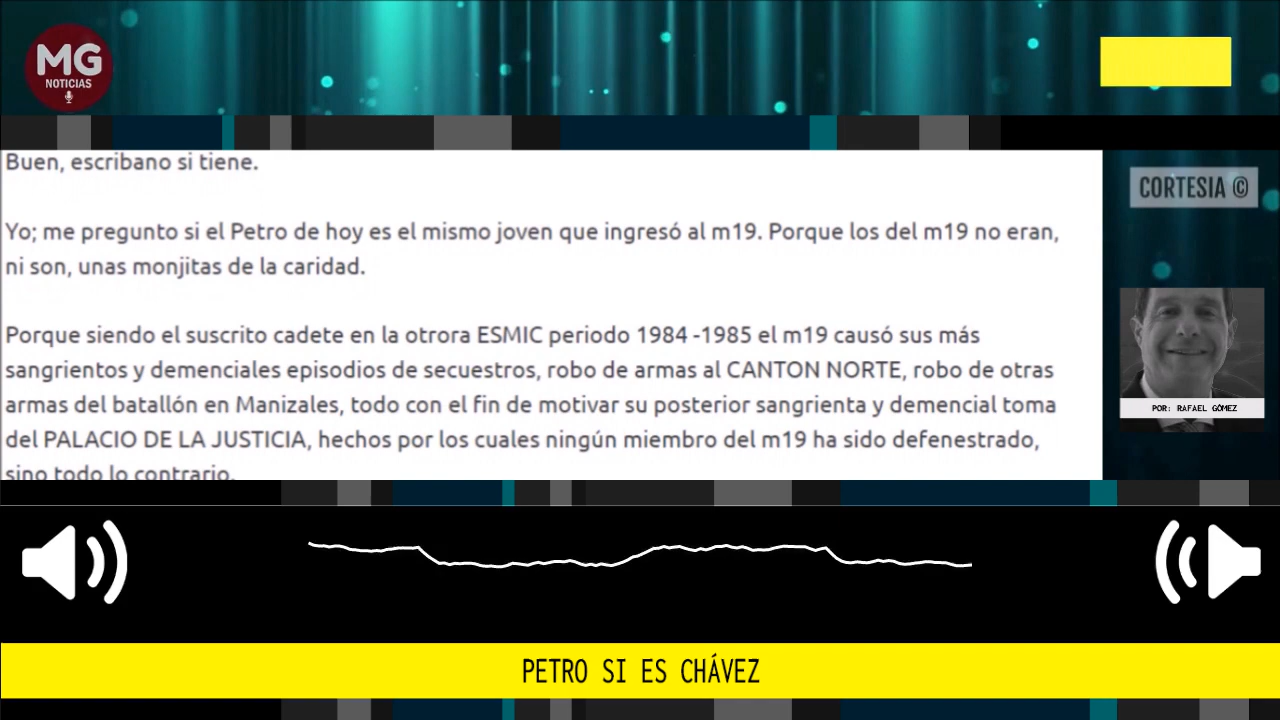 MG
NOTICIAS
Buen, escribano si tiene.
CORTESIA ©
Yo; me pregunto si el Petro de hoy es el mismo joven que ingresó al m19. Porque los del m19 no eran,
ni son, unas monjitas de la caridad.
Porque siendo el suscrito cadete en la otrora ESMIC periodo 1984 -1985 el m19 causó sus más
sangrientos y demenciales episodios de secuestros, robo de armas al CANTON NORTE, robo de otras
armas del batallón en Manizales, todo con el fin de motivar su posterior sangrienta y demencial toma
del PALACIO DE LA JUSTICIA, hechos por los cuales ningún miembro del m19 ha sido defenestrado,
sino todo lo contrario.
POR: RAFAEL GÓMEZ
PETRO SI ES CHÁVEZ